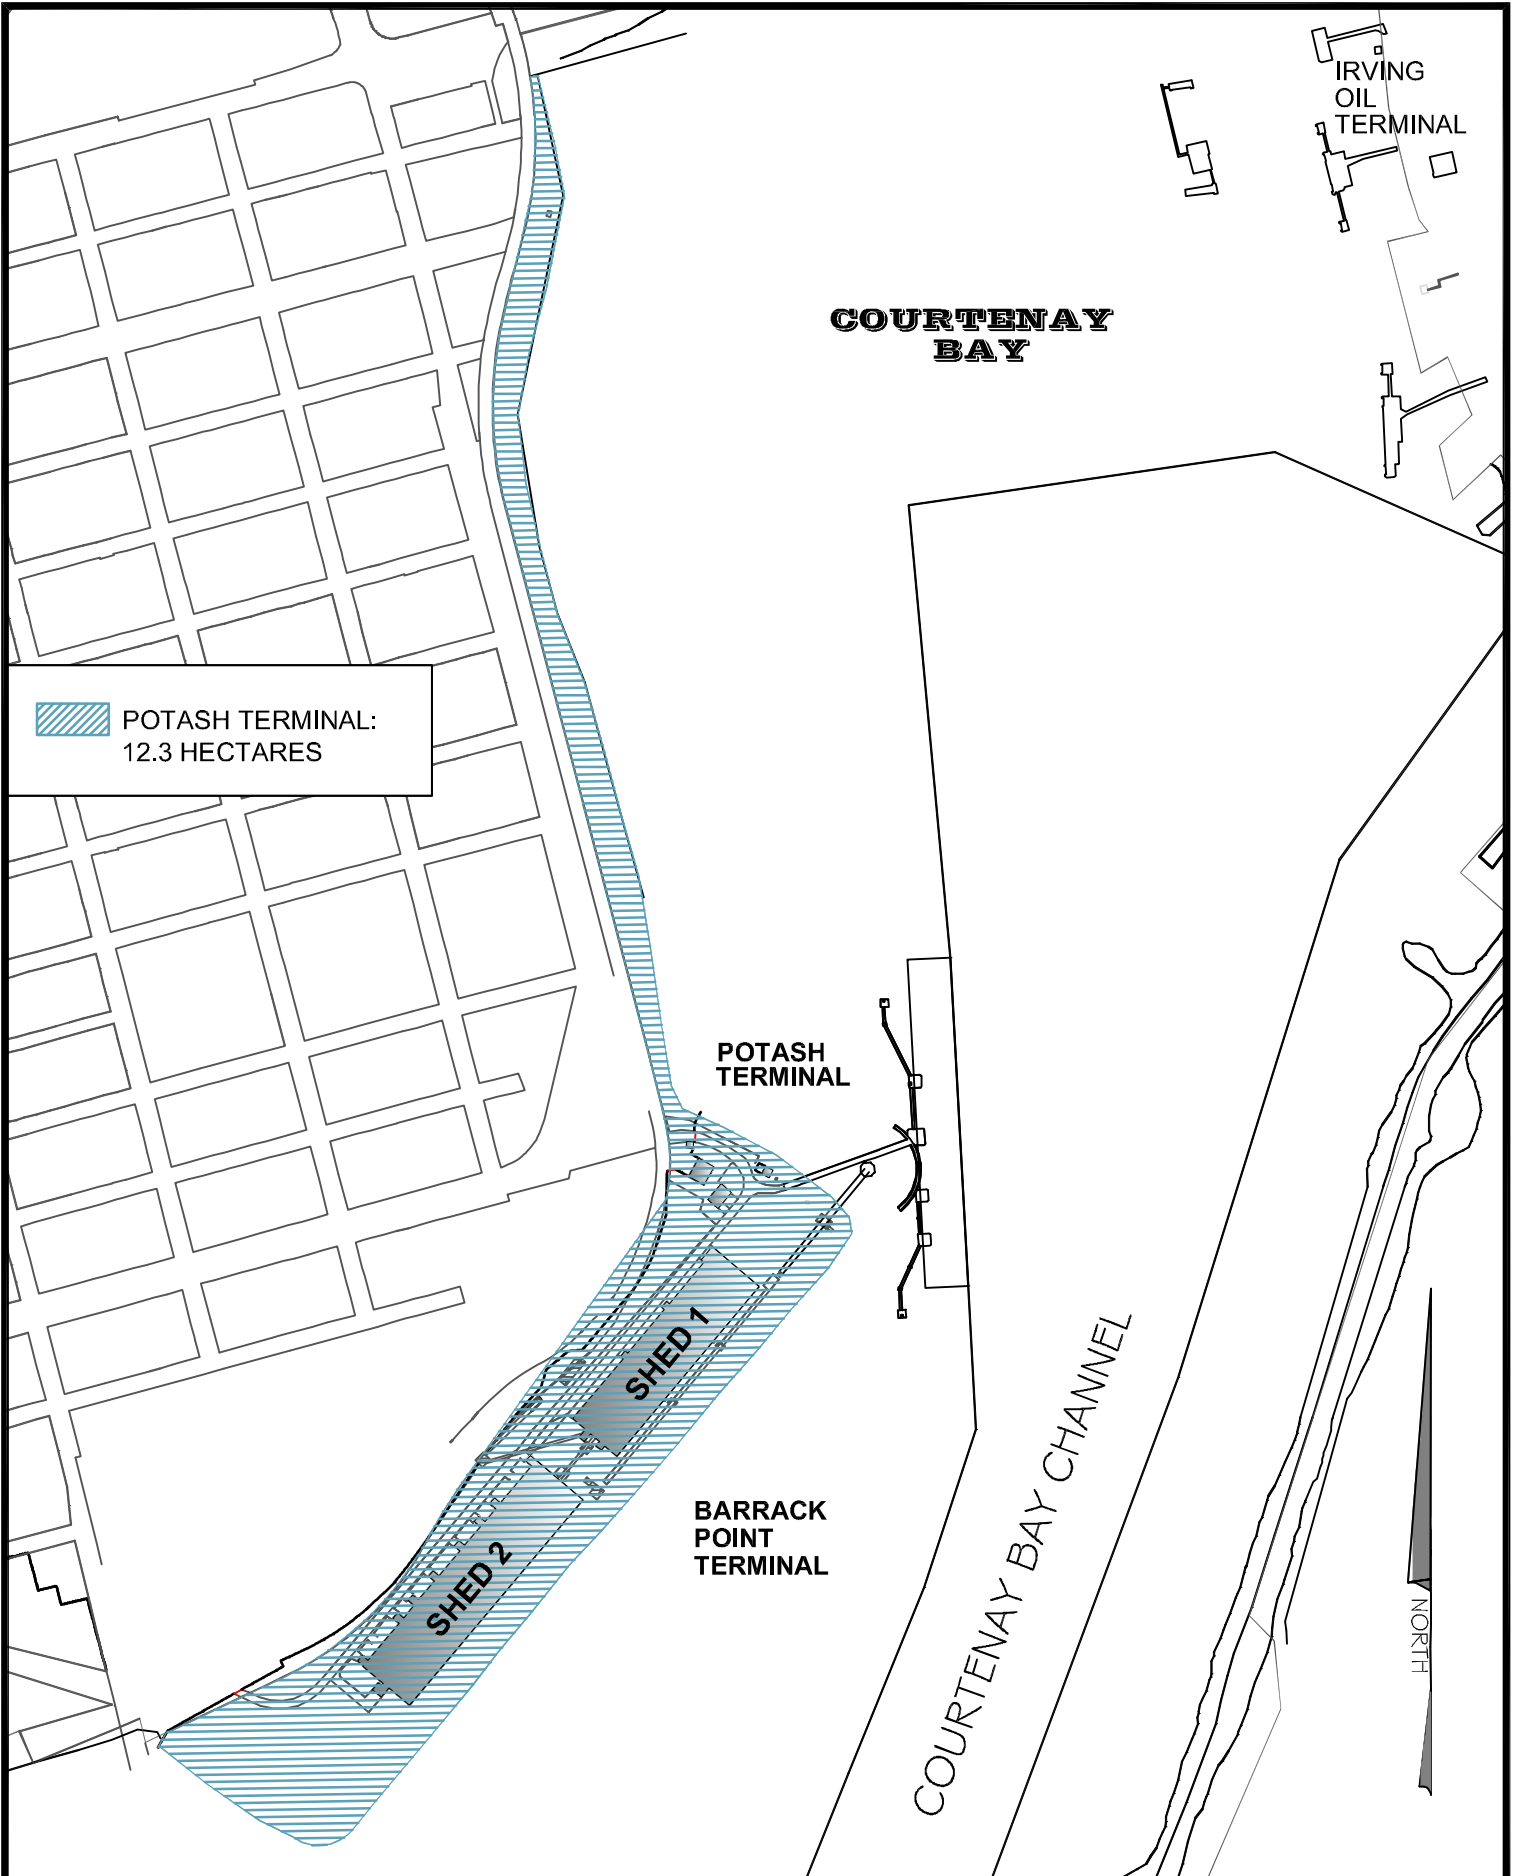 IRVING
OIL
TERMINAL
COURTENAY
BAY
POTASH TERMINAL:
12.3 HECTARES
POTASH
TERMINAL
SHED 1
SHED 2
BARRACK
POINT
TERMINAL
COURTENAY BAY CHANNEL
NORTH